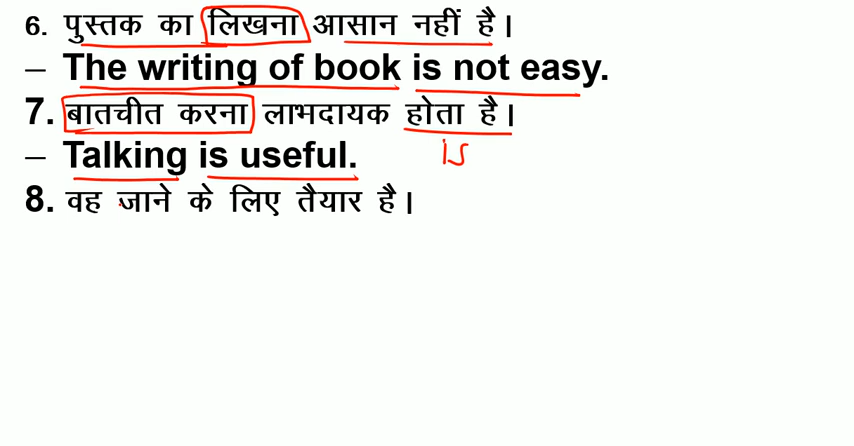 6. पुस्तक का लिखना आसान नहीं है।
– The writing of book is not easy.
7. बातचीत करना लाभदायक होता है।
– Talking is useful. is
8. वह जाने के लिए तैयार है।